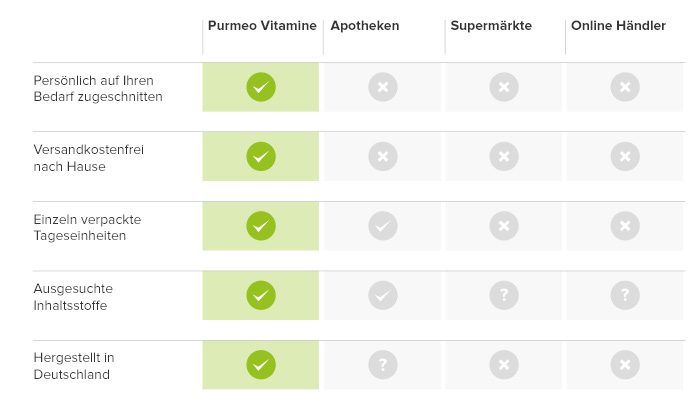 Purmeo Vitamine Apotheken Supermärkte Online Händler
Persönlich auf Ihren
Bedarf zugeschnitten
Versandkostenfrei
nach Hause
Einzeln verpackte
Tageseinheiten
Ausgesuchte
Inhaltsstoffe
? ?
Hergestellt in
Deutschland
?